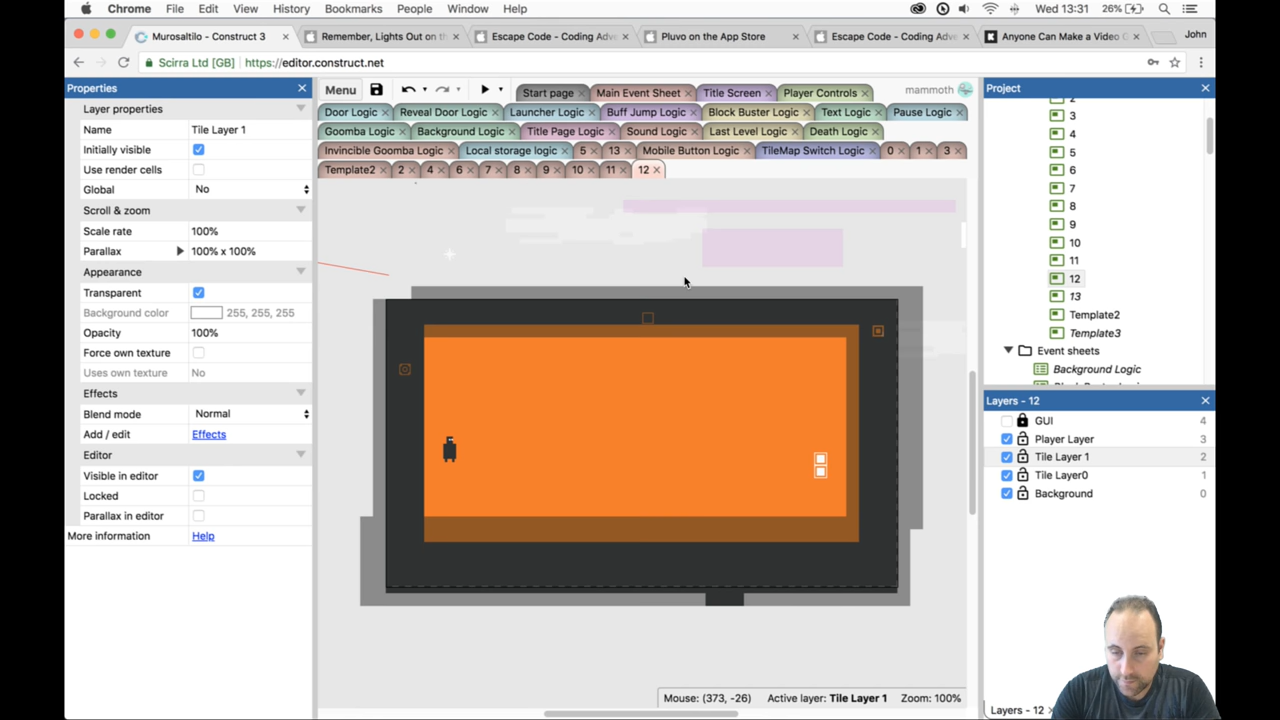 Chrome File Edit View History Bookmarks People Window Help Wed 13:31 26%
Murosaltilo - Construct 3 × Remember, Lights Out on th × Escape Code - Coding Adve × Pluvo on the App Store × Escape Code - Coding Adve × Anyone Can Make a Video G × John
Scirra Ltd [GB] https://editor.construct.net
Properties ×
Layer properties
Name Tile Layer 1
Initially visible
Use render cells
Global No
Scroll & zoom
Scale rate 100%
Parallax 100% x 100%
Appearance
Transparent
Background color 255, 255, 255
Opacity 100%
Force own texture
Uses own texture No
Effects
Blend mode Normal
Add / edit Effects
Editor
Visible in editor
Locked
Parallax in editor
More information Help
Menu Start page × Main Event Sheet × Title Screen × Player Controls × mammoth
Door Logic × Reveal Door Logic × Launcher Logic × Buff Jump Logic × Block Buster Logic × Text Logic × Pause Logic ×
Goomba Logic × Background Logic × Title Page Logic × Sound Logic × Last Level Logic × Death Logic ×
Invincible Goomba Logic × Local storage logic × 5 × 13 × Mobile Button Logic × TileMap Switch Logic × 0 × 1 × 3 ×
Template2 × 2 × 4 × 6 × 7 × 8 × 9 × 10 × 11 × 12 ×
Mouse: (373, -26) Active layer: Tile Layer 1 Zoom: 100%
Project ×
3
4
5
6
7
8
9
10
11
12
13
Template2
Template3
Event sheets
Background Logic
Layers - 12 ×
GUI 4
Player Layer 3
Tile Layer 1 2
Tile Layer0 1
Background 0
Layers - 12 ×